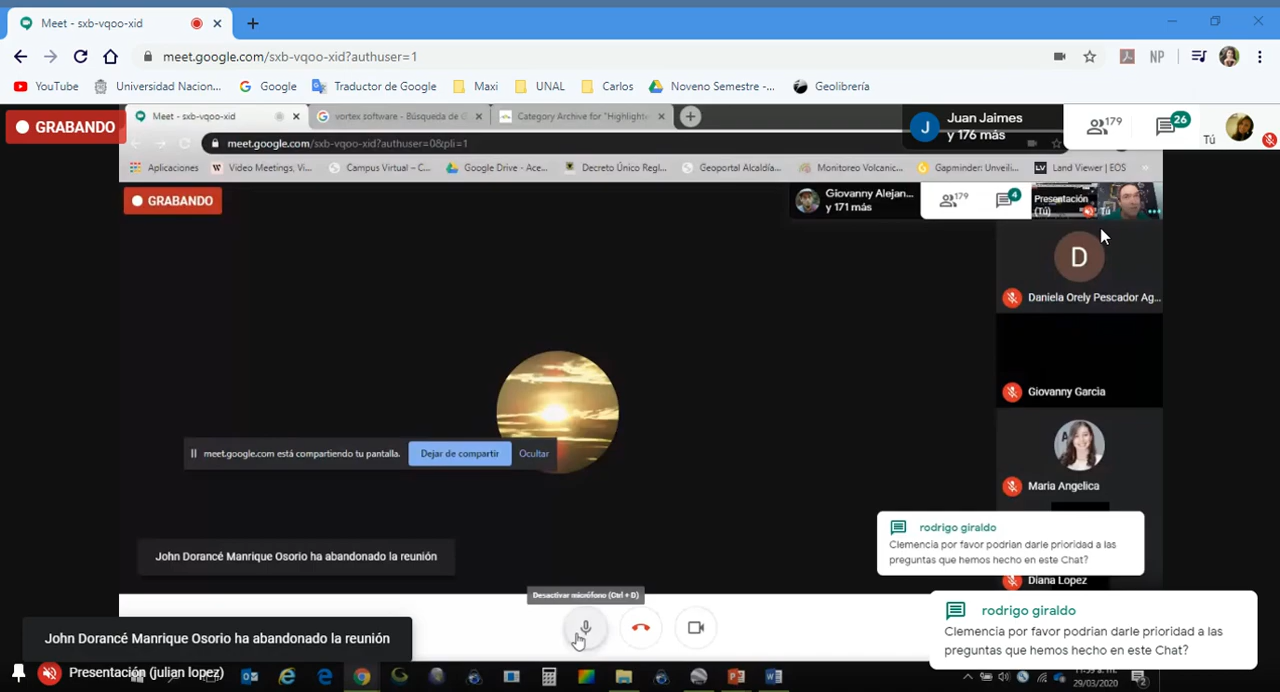 Meet - sxb-vqoo-xid
meet.google.com/sxb-vqoo-xid?authuser=1
NP
YouTube
Universidad Nacion...
Google
Traductor de Google
Maxi
UNAL
Carlos
Noveno Semestre -...
Geolibrería
GRABANDO
Meet - sxb-vqoo-xid
vortex software - Búsqueda de G
Category Archive for "Highlight
Juan Jaimes
y 176 más
179
26
Tú
meet.google.com/sxb-vqoo-xid?authuser=0&pli=1
Aplicaciones
Video Meetings, Vi...
Campus Virtual – C...
Google Drive - Acce...
Decreto Único Regl...
Geoportal Alcaldía...
Monitoreo Volcanic...
Gapminder: Unveili...
Land Viewer | EOS
GRABANDO
Giovanny Alejan...
y 171 más
179
4
Presentación
(Tú)
Tú
D
Daniela Orely Pescador Ag...
Giovanny Garcia
Maria Angelica
meet.google.com está compartiendo tu pantalla.
Dejar de compartir
Ocultar
rodrigo giraldo
Clemencia por favor podrian darle prioridad a las
preguntas que hemos hecho en este Chat?
Diana Lopez
John Dorancé Manrique Osorio ha abandonado la reunión
Desactivar micrófono (Ctrl + D)
rodrigo giraldo
Clemencia por favor podrian darle prioridad a las
preguntas que hemos hecho en este Chat?
John Dorancé Manrique Osorio ha abandonado la reunión
Presentación (julian lopez)
29/03/2020
2